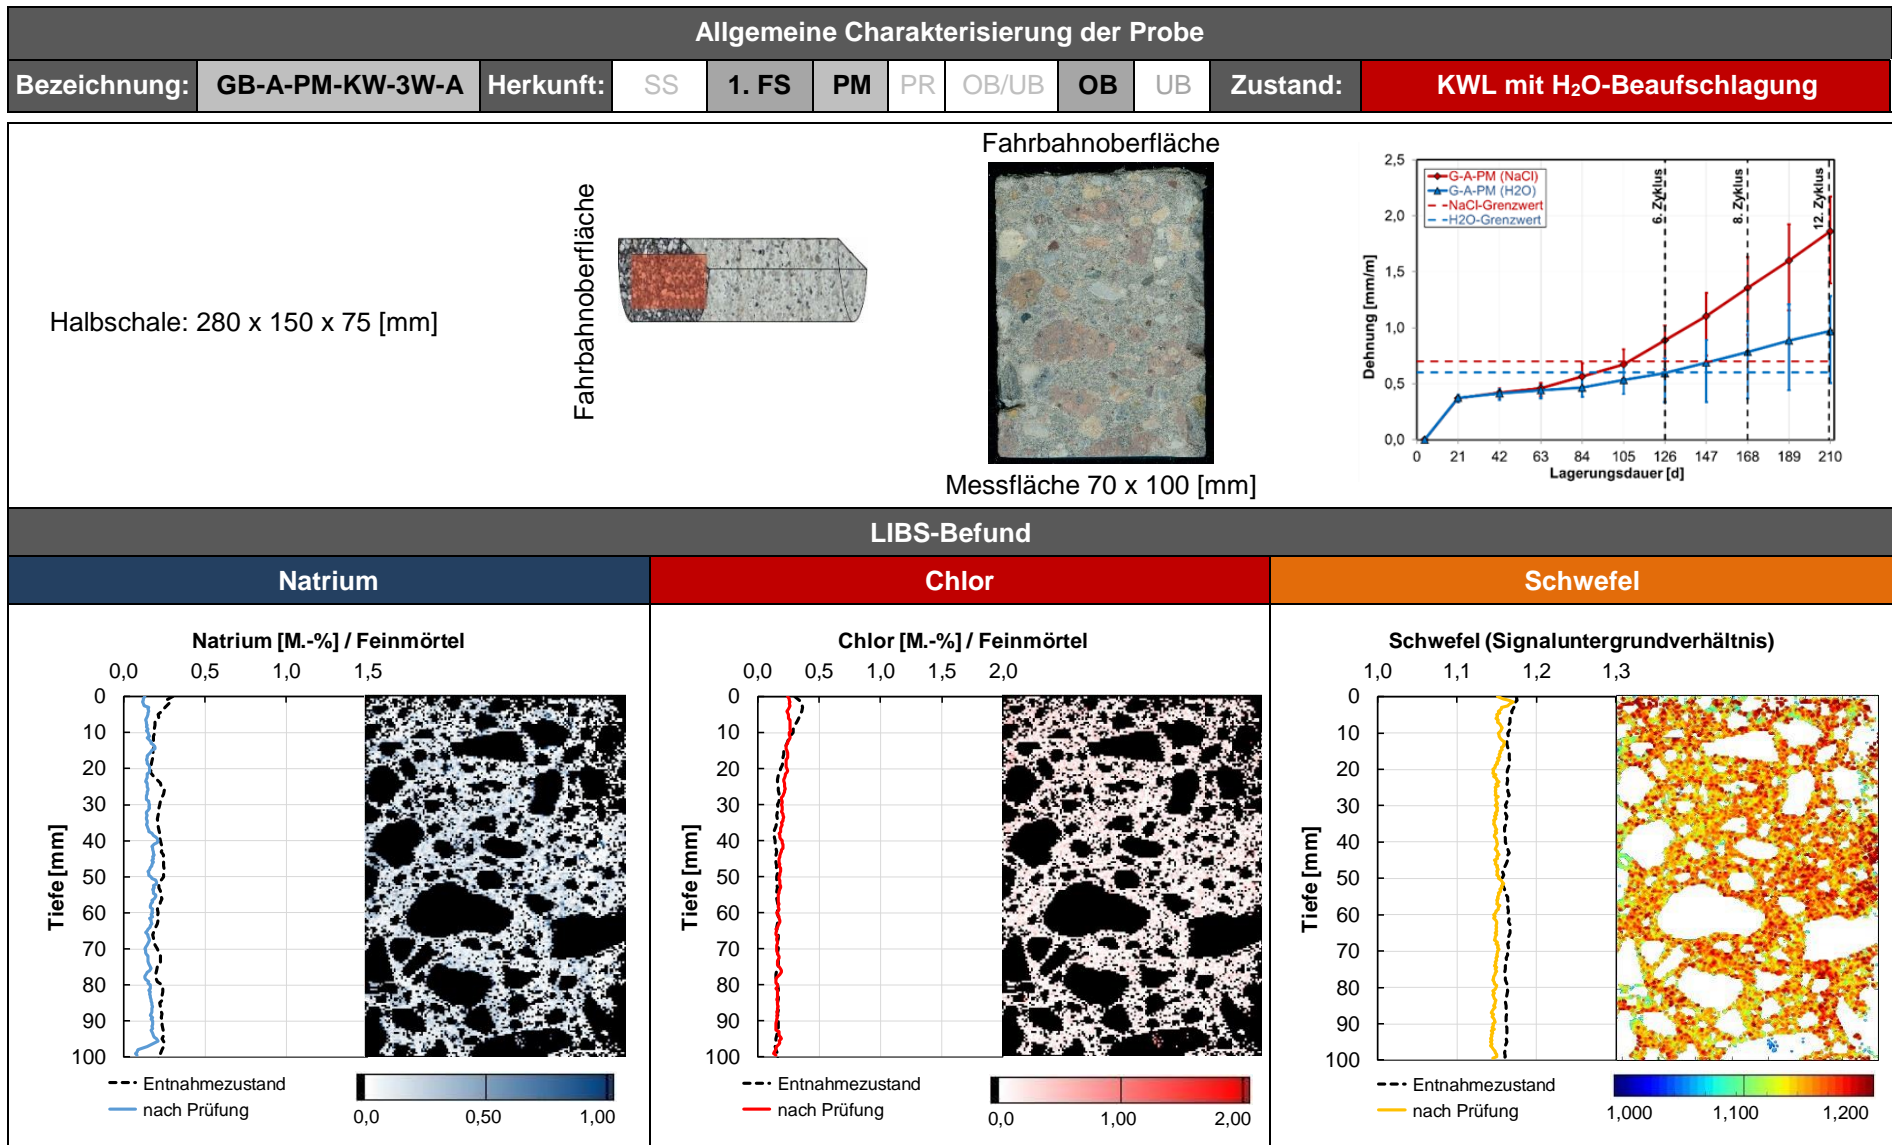 Allgemeine Charakterisierung der Probe
Bezeichnung: GB-A-PM-KW-3W-A Herkunft: SS 1. FS PM PR OB/UB OB UB Zustand: KWL mit H₂O-Beaufschlagung
Halbschale: 280 x 150 x 75 [mm]
Fahrbahnoberfläche
Fahrbahnoberfläche
Messfläche 70 x 100 [mm]
Dehnung [mm/m]
2,5
2,0
1,5
1,0
0,5
0,0
G-A-PM (NaCl)
G-A-PM (H2O)
NaCl-Grenzwert
H2O-Grenzwert
6. Zyklus
8. Zyklus
12. Zyklus
0 21 42 63 84 105 126 147 168 189 210
Lagerungsdauer [d]
LIBS-Befund
Natrium
Chlor
Schwefel
Natrium [M.-%] / Feinmörtel
0,0 0,5 1,0 1,5
Tiefe [mm]
0
10
20
30
40
50
60
70
80
90
100
Entnahmezustand
nach Prüfung
0,0 0,50 1,00
Chlor [M.-%] / Feinmörtel
0,0 0,5 1,0 1,5 2,0
Tiefe [mm]
0
10
20
30
40
50
60
70
80
90
100
Entnahmezustand
nach Prüfung
0,0 1,00 2,00
Schwefel (Signaluntergrundverhältnis)
1,0 1,1 1,2 1,3
Tiefe [mm]
0
10
20
30
40
50
60
70
80
90
100
Entnahmezustand
nach Prüfung
1,000 1,100 1,200